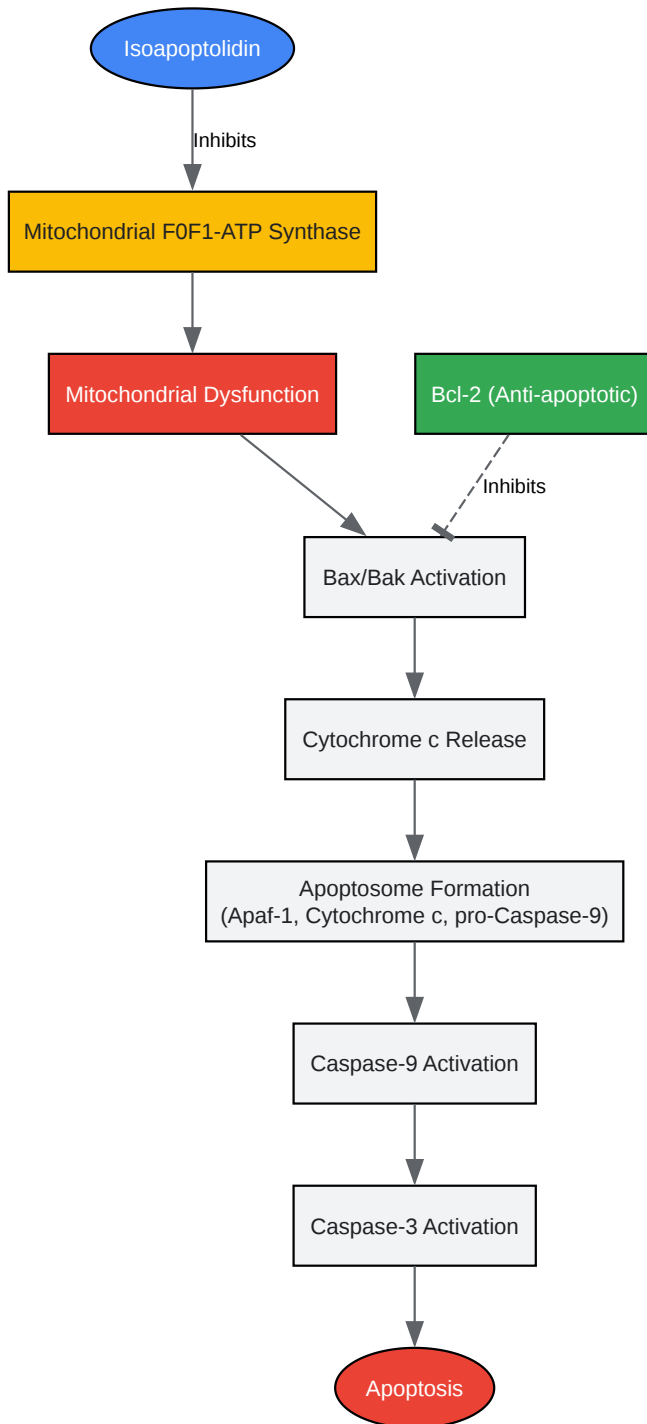 Isoapoptolidin
Inhibits
Mitochondrial F0F1-ATP Synthase
Mitochondrial Dysfunction
Bcl-2 (Anti-apoptotic)
Inhibits
Bax/Bak Activation
Cytochrome c Release
Apoptosome Formation
(Apaf-1, Cytochrome c, pro-Caspase-9)
Caspase-9 Activation
Caspase-3 Activation
Apoptosis